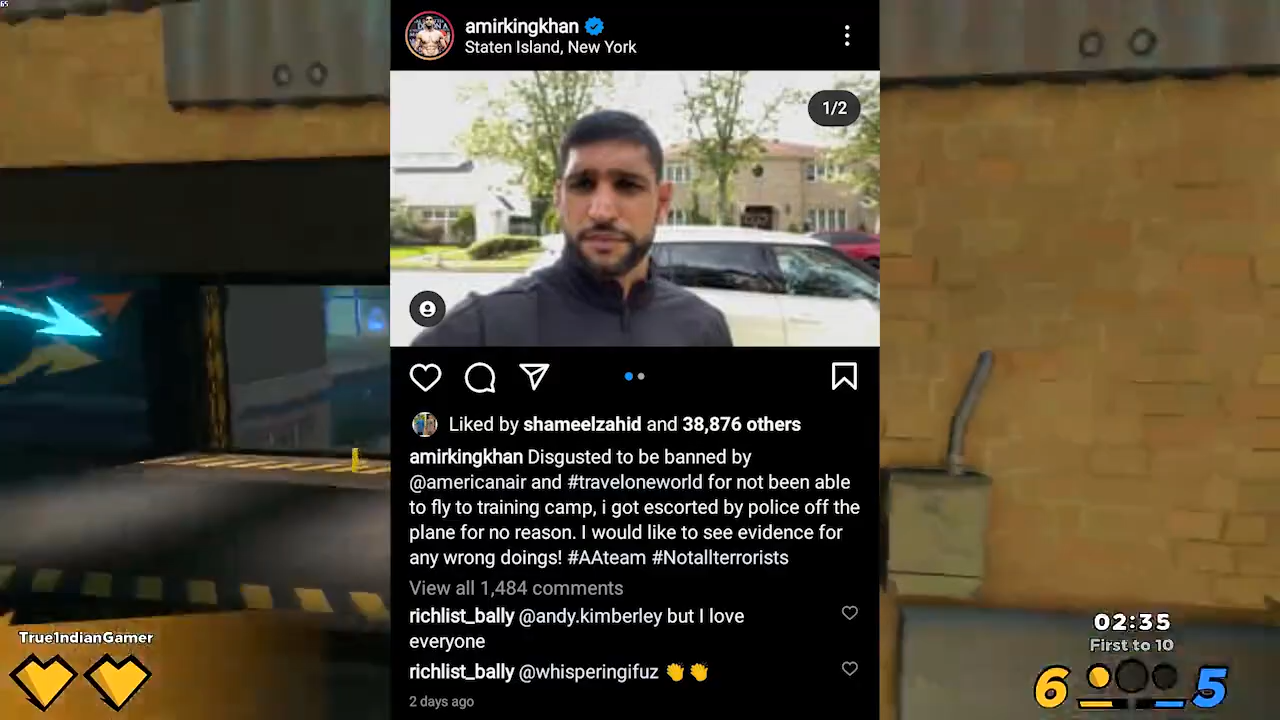 65
amirkingkhan
Staten Island, New York
1/2
Liked by shameelzahid and 38,876 others
amirkingkhan Disgusted to be banned by
@americanair and #traveloneworld for not been able
to fly to training camp, i got escorted by police off the
plane for no reason. I would like to see evidence for
any wrong doings! #AAteam #Notallterrorists
View all 1,484 comments
richlist_bally @andy.kimberley but I love
everyone
richlist_bally @whisperingifuz 👏👏
2 days ago
True1ndianGamer
02:35
First to 10
6
5